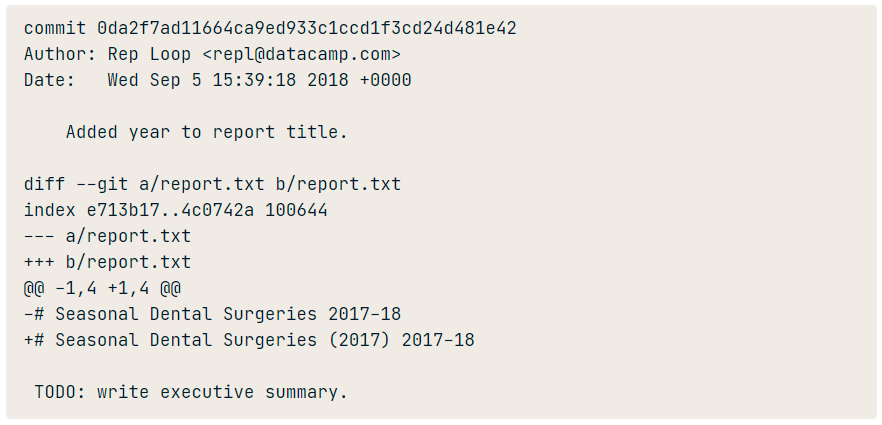 commit 0da2f7ad11664ca9ed933c1ccd1f3cd24d481e42
Author: Rep Loop <repl@datacamp.com>
Date:   Wed Sep 5 15:39:18 2018 +0000

    Added year to report title.

diff --git a/report.txt b/report.txt
index e713b17..4c0742a 100644
--- a/report.txt
+++ b/report.txt
@@ -1,4 +1,4 @@
-# Seasonal Dental Surgeries 2017-18
+# Seasonal Dental Surgeries (2017) 2017-18

 TODO: write executive summary.